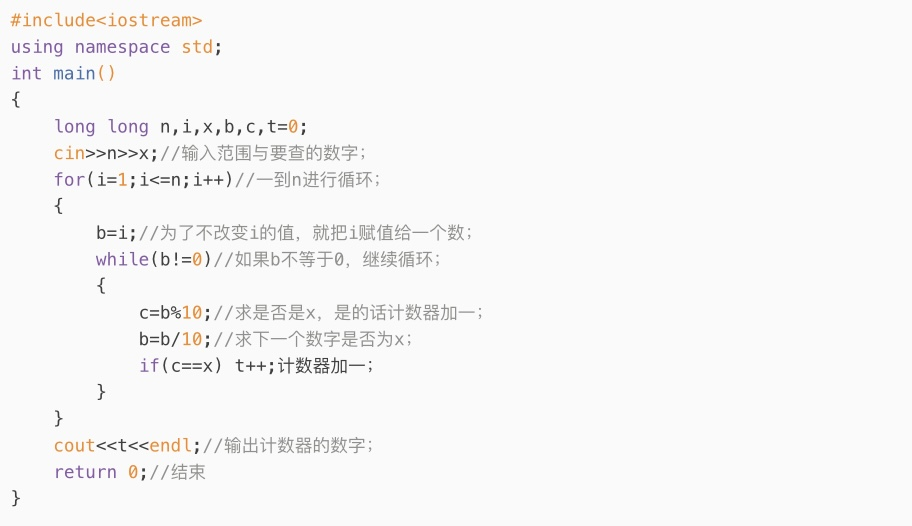 #include<iostream>
using namespace std;
int main()
{
    long long n,i,x,b,c,t=0;
    cin>>n>>x;//输入范围与要查的数字;
    for(i=1;i<=n;i++)//一到n进行循环;
    {
        b=i;//为了不改变i的值，就把i赋值给一个数;
        while(b!=0)//如果b不等于0，继续循环;
        {
            c=b%10;//求是否是x，是的话计数器加一;
            b=b/10;//求下一个数字是否为x;
            if(c==x) t++;计数器加一;
        }
    }
    cout<<t<<endl;//输出计数器的数字;
    return 0;//结束
}